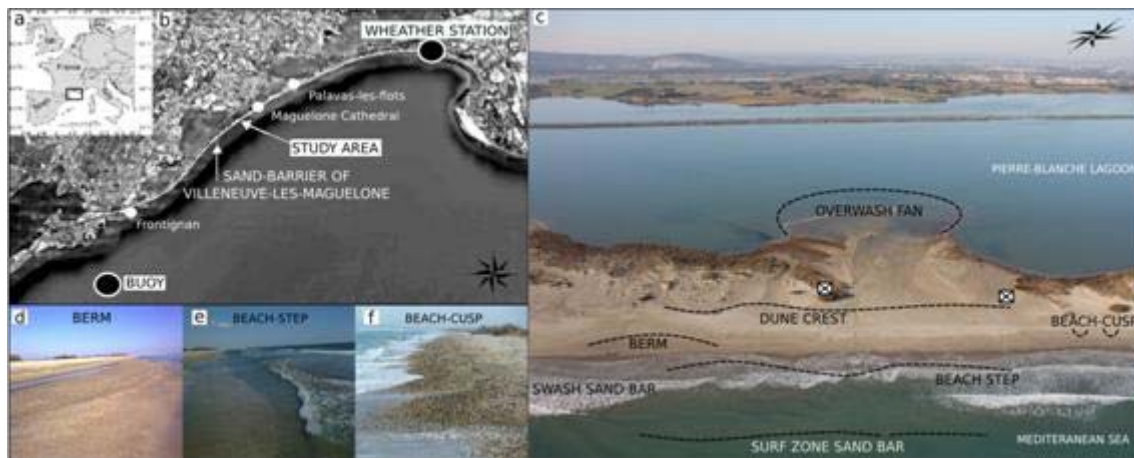 a
France
b
WHEATHER STATION
Palavas-les-flots
Maguelone Cathedral
STUDY AREA
SAND-BARRIER OF
VILLENEUVE-LES-MAGUELONE
Frontignan
BUOY
c
PIERRE-BLANCHE LAGOON
OVERWASH FAN
DUNE CREST
BEACH-CUSP
BERM
BEACH STEP
SWASH SAND BAR
SURF ZONE SAND BAR
MEDITERANEAN SEA
d
BERM
e
BEACH-STEP
f
BEACH-CUSP